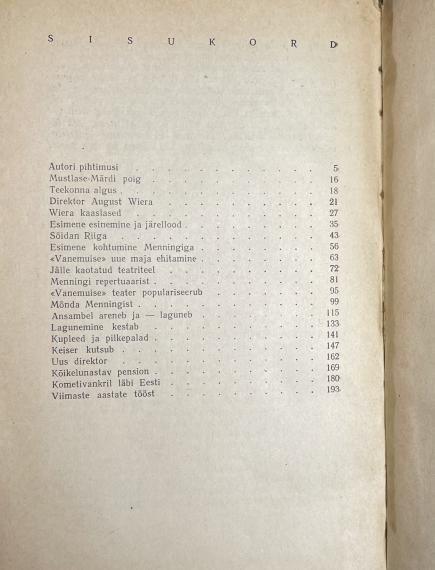 SISUKORD
Autori pihtimusi 5
Mustlase-Märdi poig 16
Teekonna algus 18
Direktor August Wiera 21
Wiera kaaslased 27
Esimene esinemine ja järellood 35
Sõidan Riiga 43
Esimene kohtumine Menningiga 56
«Vanemuise» uue maja ehitamine 63
Jälle kaotatud teatriteel 72
Menningi repertuaarist 81
«Vanemuise» teater populariseerub 95
Mõnda Menningist 99
Ansambel areneb ja — laguneb 115
Lagunemine kestab 133
Kupleed ja pilkepalad 141
Keiser kutsub 147
Uus direktor 162
Kõikelunastav pension 169
Kometivankril läbi Eesti 180
Viimaste aastate tööst 193